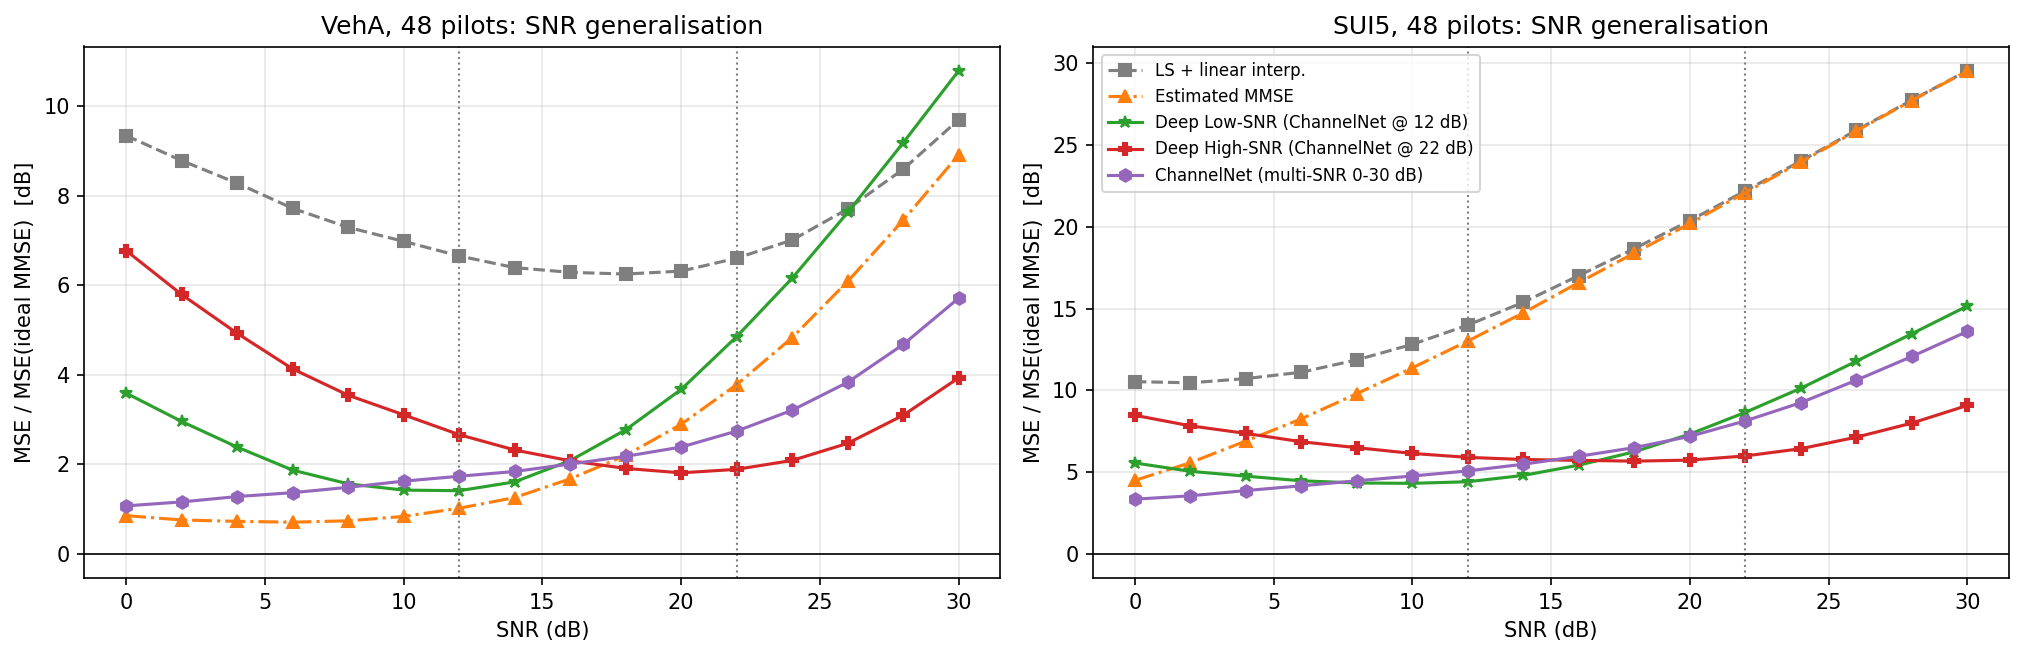 VehA, 48 pilots: SNR generalisation
MSE / MSE(ideal MMSE)  [dB]
10
8
6
4
2
0
0 5 10 15 20 25 30
SNR (dB)
SUI5, 48 pilots: SNR generalisation
MSE / MSE(ideal MMSE)  [dB]
30
25
20
15
10
5
0
LS + linear interp.
Estimated MMSE
Deep Low-SNR (ChannelNet @ 12 dB)
Deep High-SNR (ChannelNet @ 22 dB)
ChannelNet (multi-SNR 0-30 dB)
0 5 10 15 20 25 30
SNR (dB)